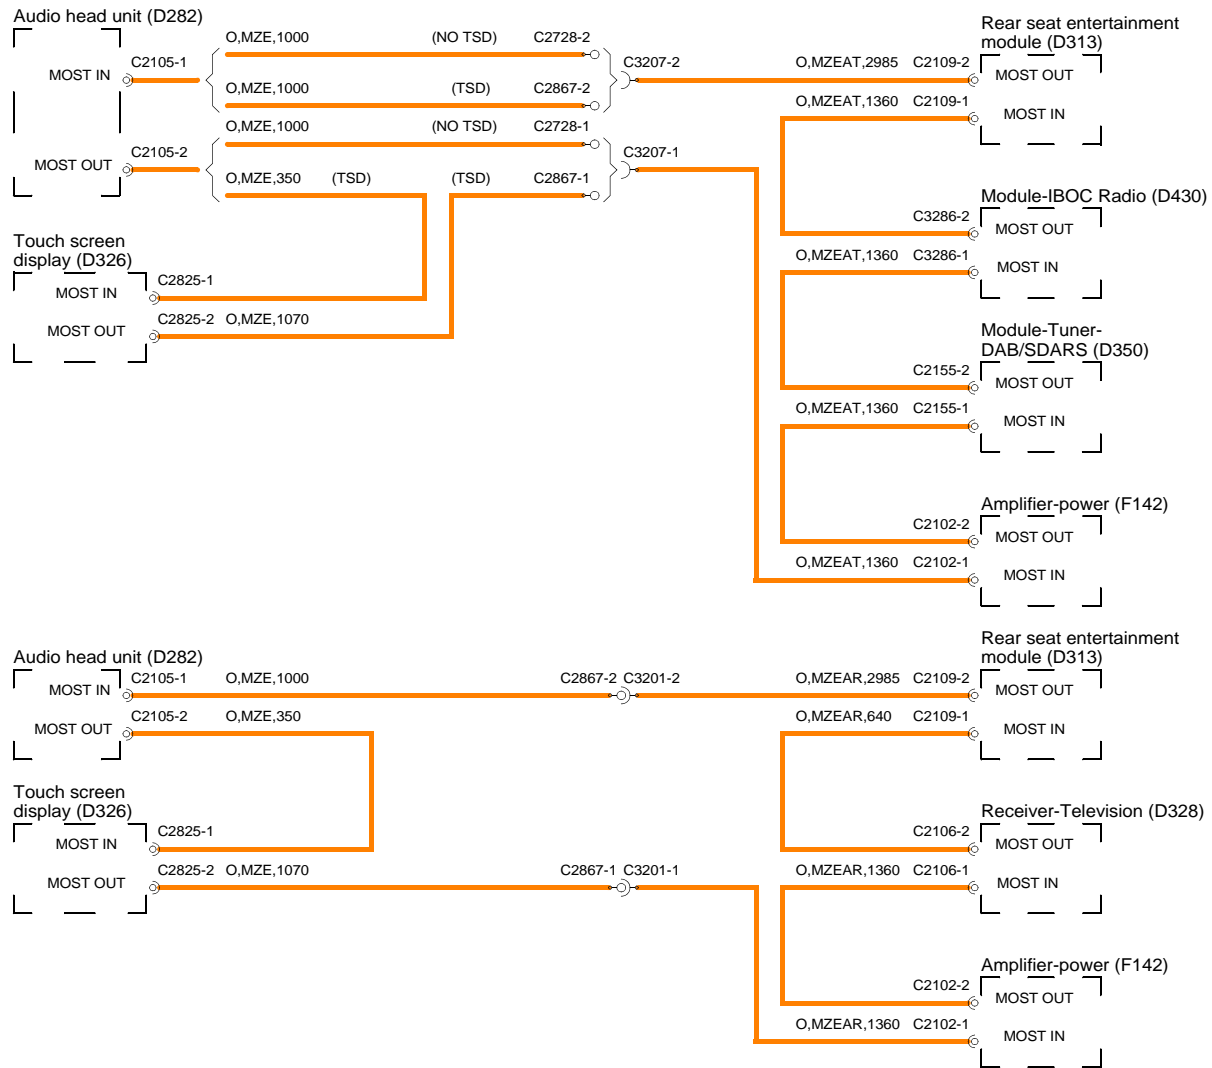 Audio head unit (D282)
MOST IN
C2105-1
O,MZE,1000 (NO TSD) C2728-2
O,MZE,1000 (TSD) C2867-2
C3207-2
O,MZEAT,2985 C2109-2
Rear seat entertainment
module (D313)
MOST OUT
O,MZEAT,1360 C2109-1
MOST IN
MOST OUT
C2105-2
O,MZE,1000 (NO TSD) C2728-1
O,MZE,350 (TSD) (TSD) C2867-1
C3207-1
Module-IBOC Radio (D430)
C3286-2
MOST OUT
O,MZEAT,1360 C3286-1
MOST IN
Touch screen
display (D326)
MOST IN
C2825-1
MOST OUT
C2825-2 O,MZE,1070
Module-Tuner-
DAB/SDARS (D350)
C2155-2
MOST OUT
O,MZEAT,1360 C2155-1
MOST IN
Amplifier-power (F142)
C2102-2
MOST OUT
O,MZEAT,1360 C2102-1
MOST IN
Audio head unit (D282)
MOST IN
C2105-1 O,MZE,1000 C2867-2 C3201-2 O,MZEAR,2985 C2109-2
Rear seat entertainment
module (D313)
MOST OUT
MOST OUT
C2105-2 O,MZE,350
O,MZEAR,640 C2109-1
MOST IN
Touch screen
display (D326)
MOST IN
C2825-1
MOST OUT
C2825-2 O,MZE,1070 C2867-1 C3201-1
Receiver-Television (D328)
C2106-2
MOST OUT
O,MZEAR,1360 C2106-1
MOST IN
Amplifier-power (F142)
C2102-2
MOST OUT
O,MZEAR,1360 C2102-1
MOST IN